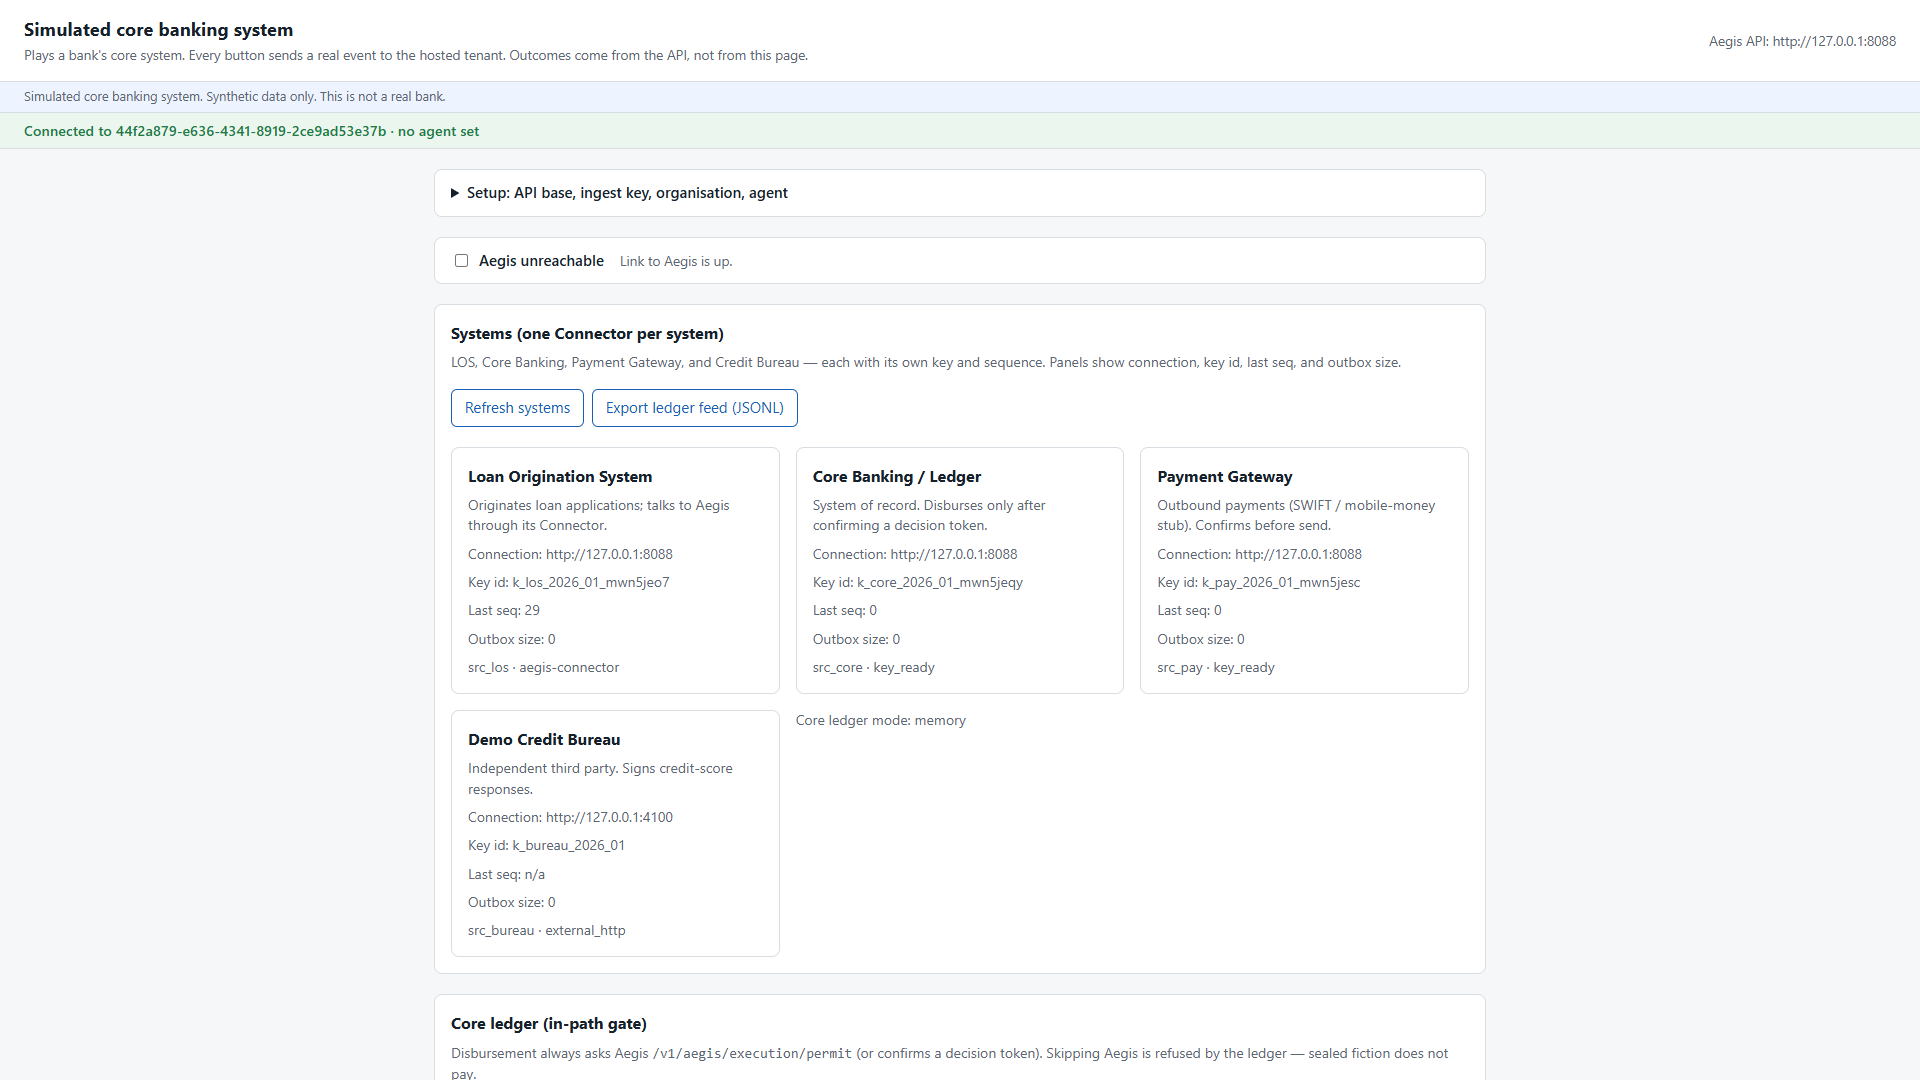 Simulated core banking system
Plays a bank's core system. Every button sends a real event to the hosted tenant. Outcomes come from the API, not from this page.
Aegis API: http://127.0.0.1:8088
Simulated core banking system. Synthetic data only. This is not a real bank.
Connected to 44f2a879-e636-4341-8919-2ce9ad53e37b · no agent set
Setup: API base, ingest key, organisation, agent
Aegis unreachable Link to Aegis is up.
Systems (one Connector per system)
LOS, Core Banking, Payment Gateway, and Credit Bureau — each with its own key and sequence. Panels show connection, key id, last seq, and outbox size.
Refresh systems
Export ledger feed (JSONL)
Loan Origination System
Originates loan applications; talks to Aegis
through its Connector.
Connection: http://127.0.0.1:8088
Key id: k_los_2026_01_mwn5jeo7
Last seq: 29
Outbox size: 0
src_los · aegis-connector
Core Banking / Ledger
System of record. Disburses only after
confirming a decision token.
Connection: http://127.0.0.1:8088
Key id: k_core_2026_01_mwn5jeqy
Last seq: 0
Outbox size: 0
src_core · key_ready
Payment Gateway
Outbound payments (SWIFT / mobile-money
stub). Confirms before send.
Connection: http://127.0.0.1:8088
Key id: k_pay_2026_01_mwn5jesc
Last seq: 0
Outbox size: 0
src_pay · key_ready
Demo Credit Bureau
Independent third party. Signs credit-score
responses.
Connection: http://127.0.0.1:4100
Key id: k_bureau_2026_01
Last seq: n/a
Outbox size: 0
src_bureau · external_http
Core ledger mode: memory
Core ledger (in-path gate)
Disbursement always asks Aegis /v1/aegis/execution/permit (or confirms a decision token). Skipping Aegis is refused by the ledger — sealed fiction does not
pay.